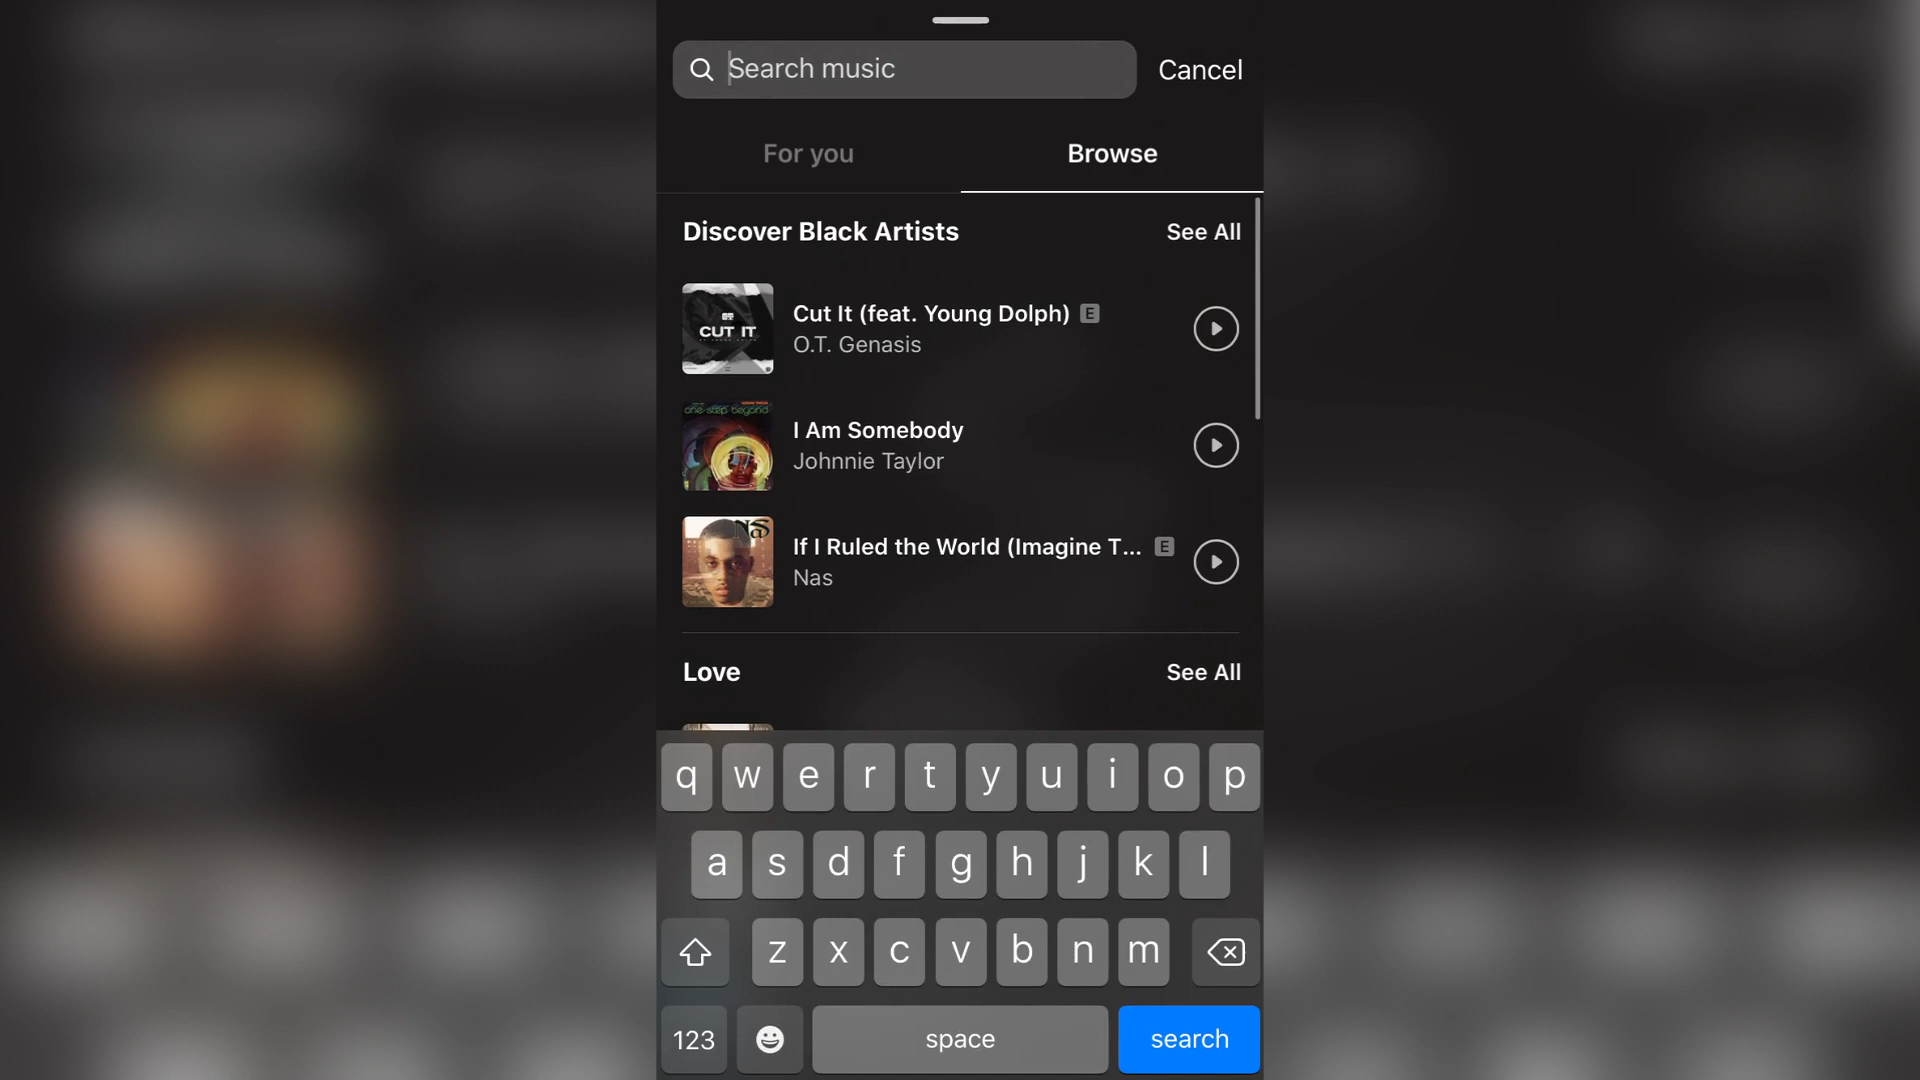 Search music
Cancel
For you
Browse
Discover Black Artists
See All
CUT IT
Cut It (feat. Young Dolph) E
O.T. Genasis
one step beyond
I Am Somebody
Johnnie Taylor
Nas
If I Ruled the World (Imagine T... E
Nas
Love
See All
q w e r t y u i o p
a s d f g h j k l
z x c v b n m
123
space
search